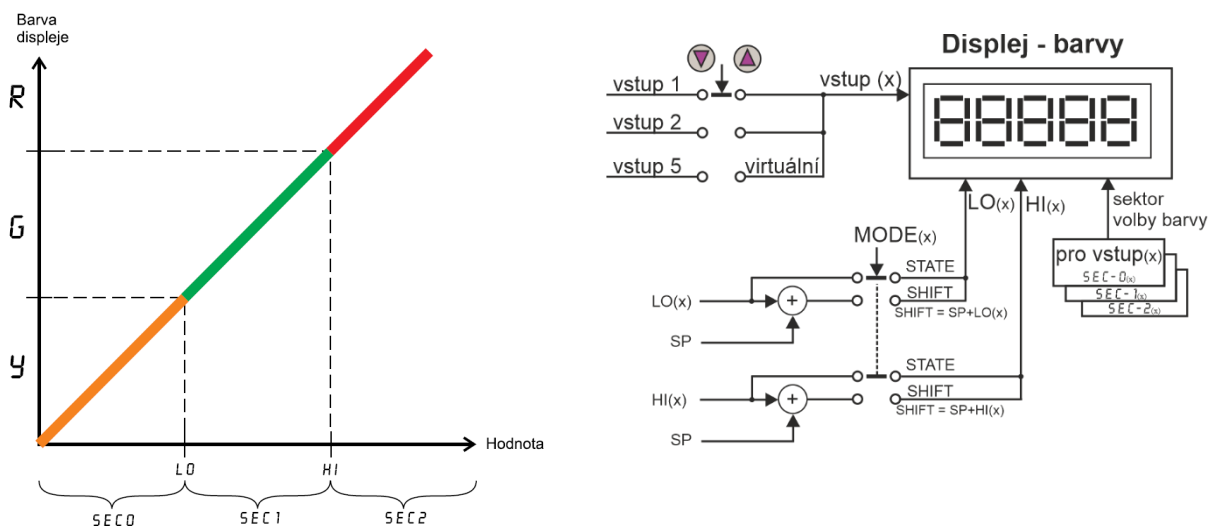 Barva
displeje
R
G
Y
Hodnota
LO
HI
SEC0
SEC1
SEC2
Displej - barvy
vstup 1
vstup (x)
88888
vstup 2
vstup 5
virtuální
LO(x)
HI(x)
sektor
volby barvy
MODE(x)
pro vstup(x)
SEC-0(x)
SEC-1(x)
SEC-2(x)
STATE
LO(x)
SHIFT
SHIFT = SP+LO(x)
SP
STATE
HI(x)
SHIFT
SHIFT = SP+HI(x)
SP